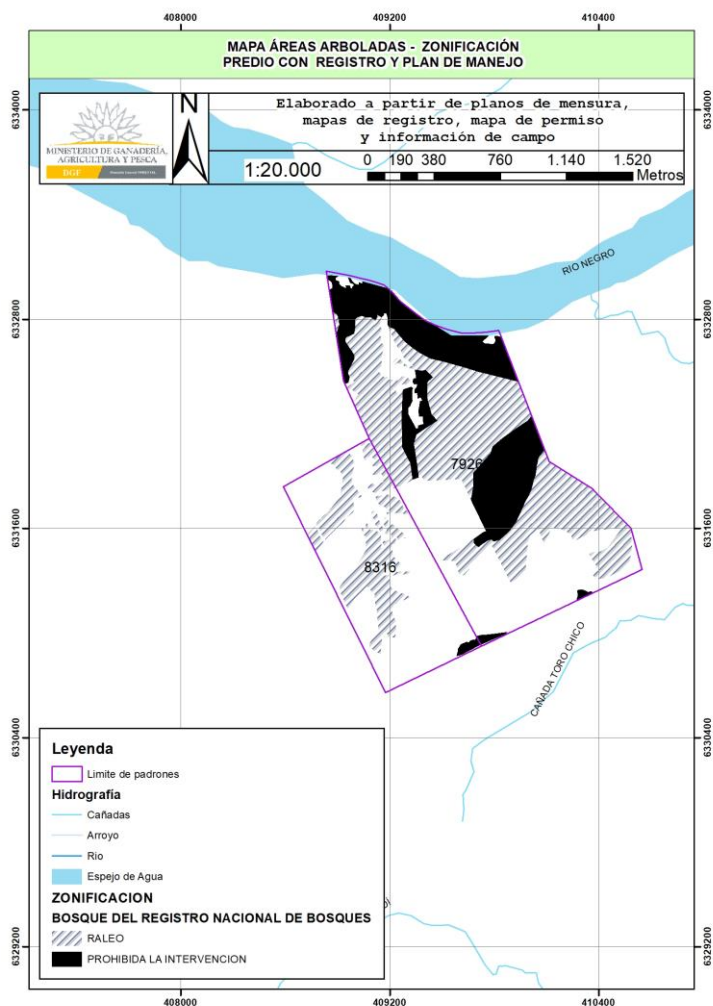 408000
409200
410400
MAPA ÁREAS ARBOLADAS - ZONIFICACIÓN
PREDIO CON REGISTRO Y PLAN DE MANEJO
6334000
6334000
MINISTERIO DE GANADERÍA,
AGRICULTURA Y PESCA
DGF
N
Elaborado a partir de planos de mensura,
mapas de registro, mapa de permiso
y información de campo
1:20.000
0 190 380 760 1.140 1.520
Metros
RIO NEGRO
6332800
6332800
7926
6331600
6331600
8316
CAÑADA TORO CHICO
6330400
6330400
Leyenda
Limite de padrones
Hidrografía
Cañadas
Arroyo
Rio
Espejo de Agua
ZONIFICACION
BOSQUE DEL REGISTRO NACIONAL DE BOSQUES
RALEO
PROHIBIDA LA INTERVENCION
6329200
6329200
408000
409200
410400